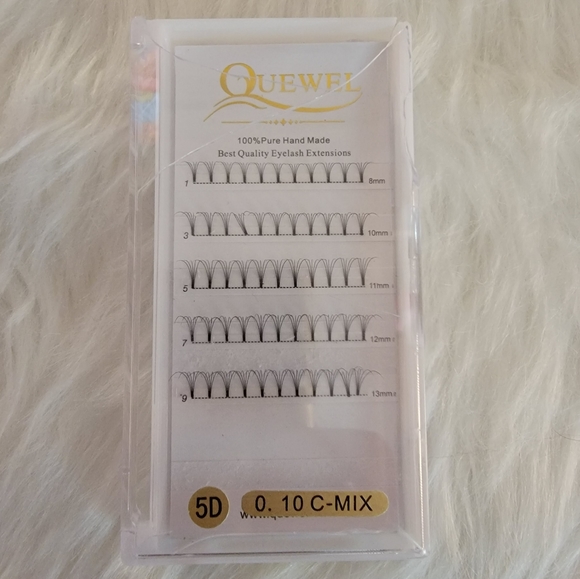 QUEWEL
100%Pure Hand Made
Best Quality Eyelash Extensions
1 8mm
3 10mm
5 11mm
7 12mm
9 13mm
5D 0. 10 C-MIX